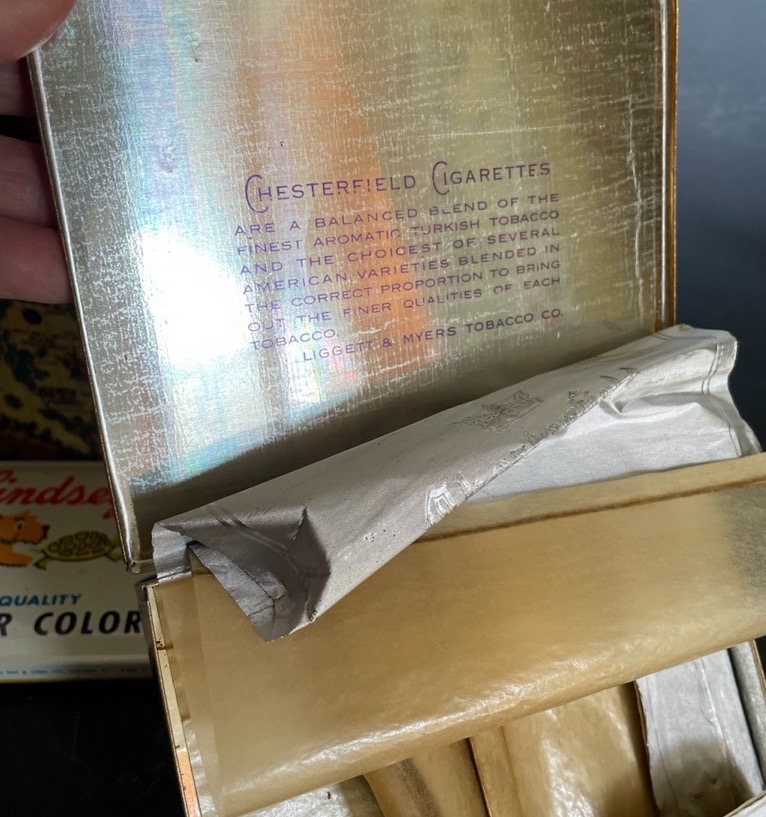 CHESTERFIELD CIGARETTES
ARE A BALANCED BLEND OF THE
FINEST AROMATIC TURKISH TOBACCO
AND THE CHOICEST OF SEVERAL
AMERICAN VARIETIES BLENDED IN
THE CORRECT PROPORTION TO BRING
OUT THE FINER QUALITIES OF EACH
TOBACCO.
LIGGETT & MYERS TOBACCO CO.
QUALITY
R COLOR